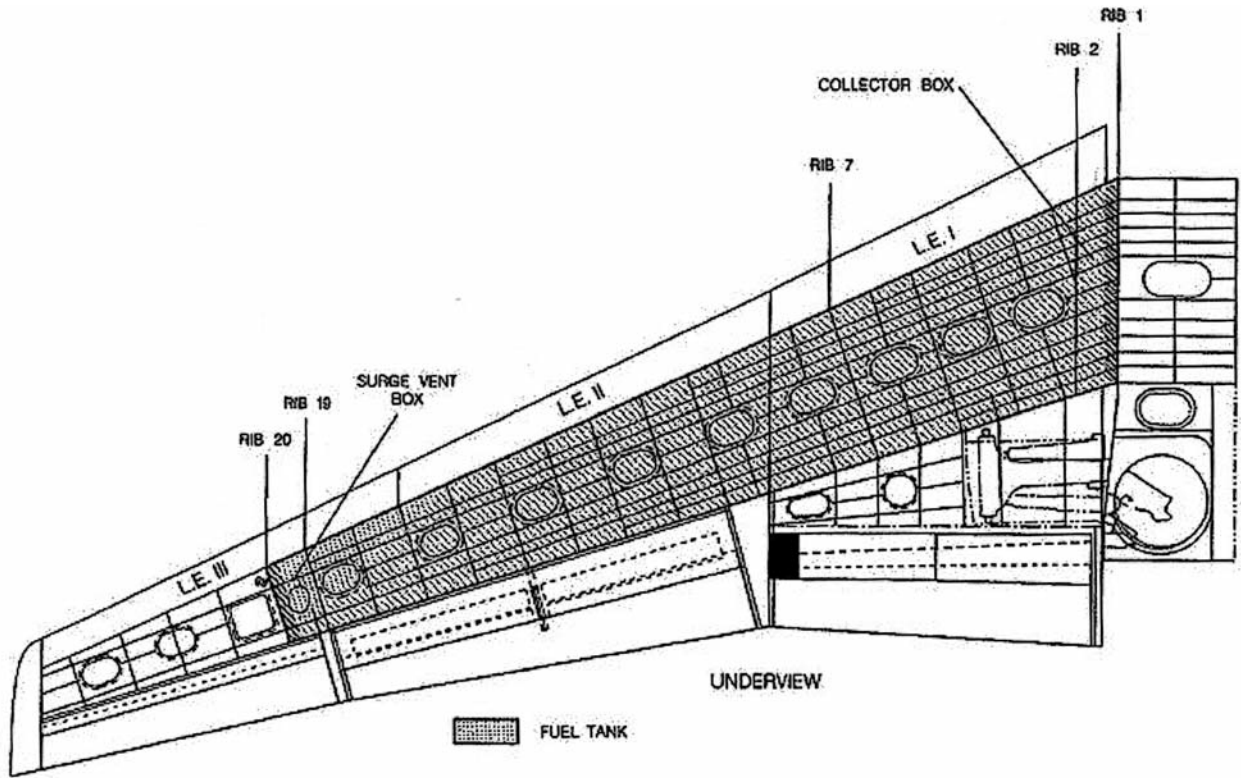 RIB 1
RIB 2
COLLECTOR BOX
RIB 7
L.E. I
SURGE VENT
BOX
L.E. II
RIB 19
RIB 20
L.E. III
UNDERVIEW
FUEL TANK